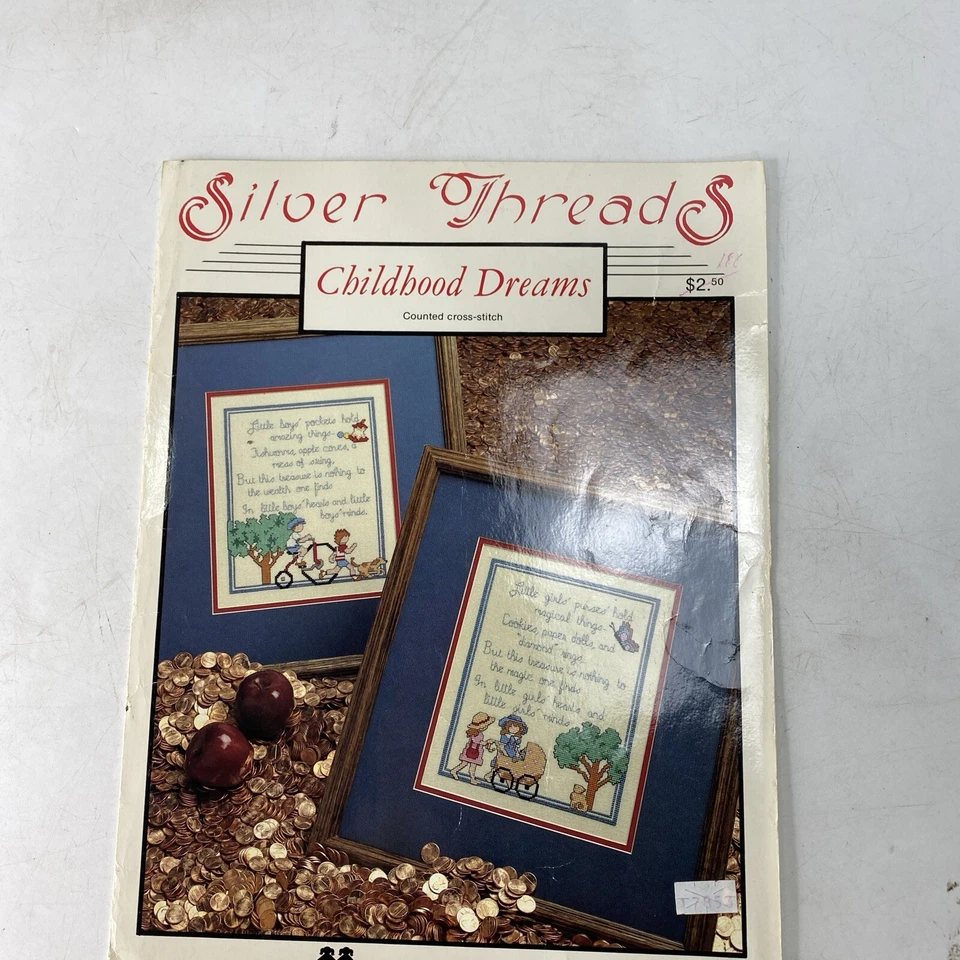 Silver ThreadS
Childhood Dreams
Counted cross-stitch
$2.50
Little boys' pockets hold
amazing things-
Fishworms, apple cores, a
mess of string,
But this treasure is nothing to
the wealth one finds
In little boys' hearts and little
boys' minds.
Little girls' purses hold
magical things.
Cookies, paper dolls, and
"diamond" rings.
But this treasure is nothing to
the magic one finds
In little girls' hearts and
little girls' minds.